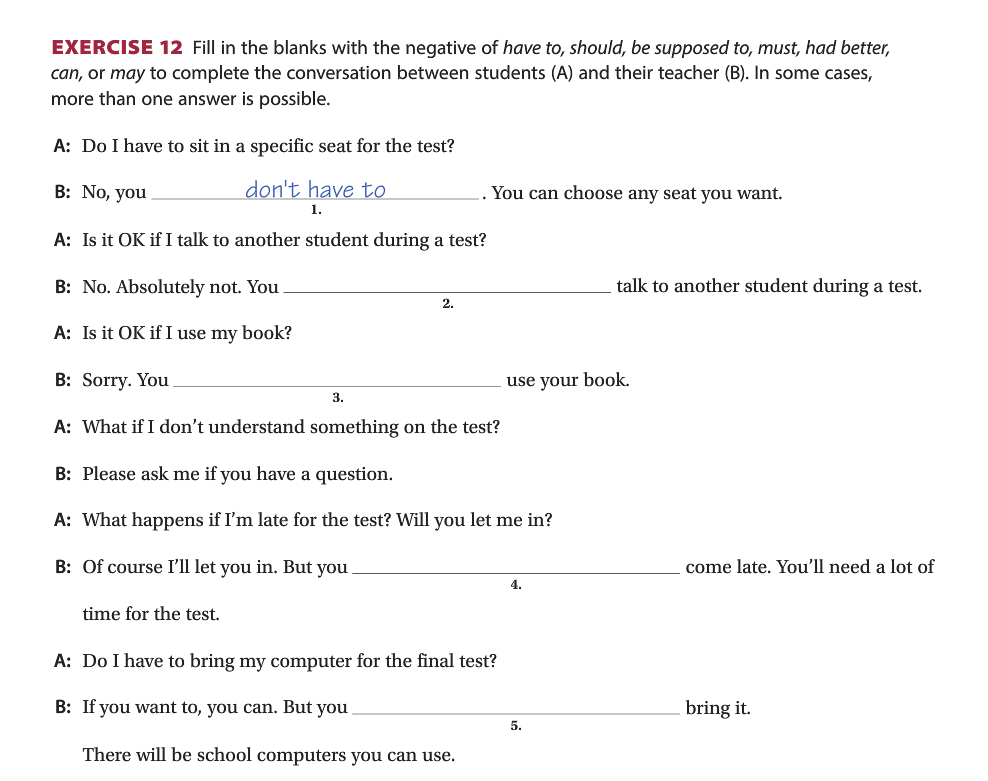 EXERCISE 12 Fill in the blanks with the negative of have to, should, be supposed to, must, had better,
can, or may to complete the conversation between students (A) and their teacher (B). In some cases,
more than one answer is possible.
A: Do I have to sit in a specific seat for the test?
B: No, you don't have to . You can choose any seat you want.
1.
A: Is it OK if I talk to another student during a test?
B: No. Absolutely not. You ______ talk to another student during a test.
2.
A: Is it OK if I use my book?
B: Sorry. You ______ use your book.
3.
A: What if I don’t understand something on the test?
B: Please ask me if you have a question.
A: What happens if I’m late for the test? Will you let me in?
B: Of course I’ll let you in. But you ______ come late. You’ll need a lot of
4.
time for the test.
A: Do I have to bring my computer for the final test?
B: If you want to, you can. But you ______ bring it.
5.
There will be school computers you can use.